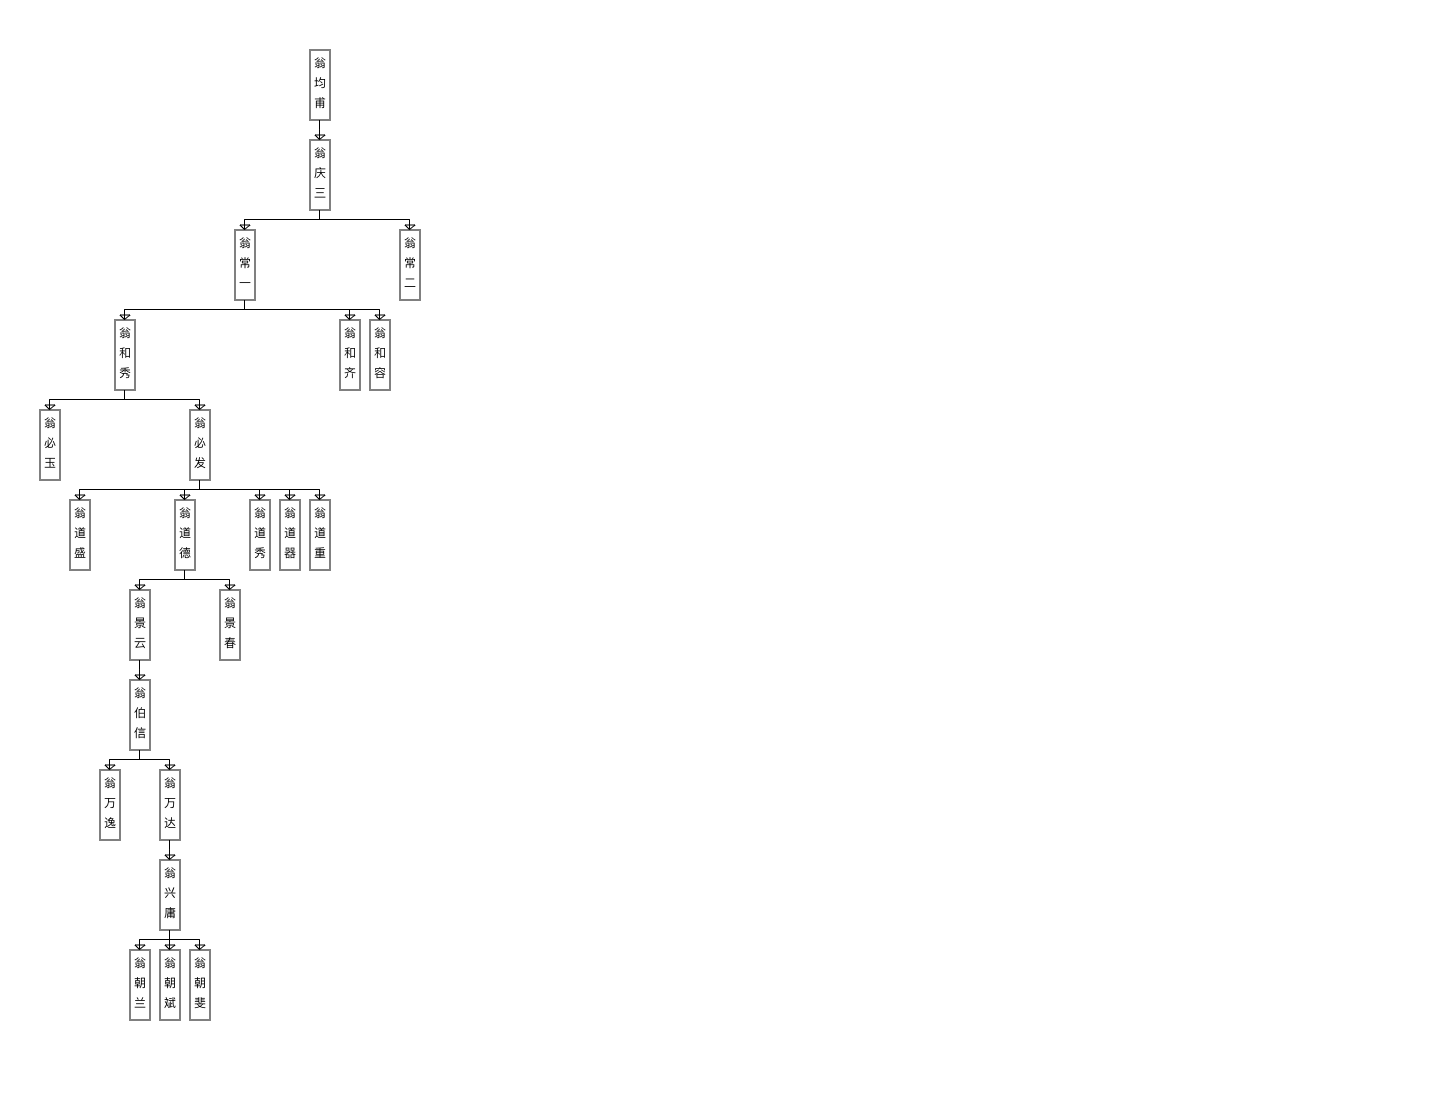 翁均甫
翁庆三
翁常一
翁常二
翁和秀
翁和齐
翁和容
翁必玉
翁必发
翁道盛
翁道德
翁道秀
翁道器
翁道重
翁景云
翁景春
翁伯信
翁万逸
翁万达
翁兴庸
翁朝兰
翁朝斌
翁朝斐